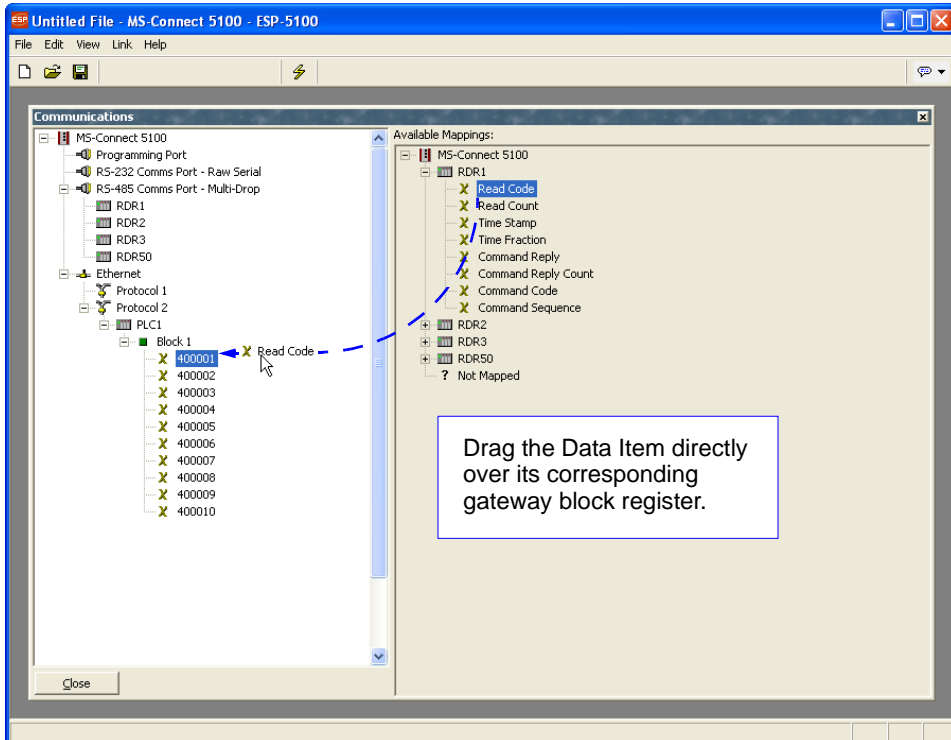 ESP Untitled File - MS-Connect 5100 - ESP-5100
File Edit View Link Help
Communications
MS-Connect 5100
Programming Port
RS-232 Comms Port - Raw Serial
RS-485 Comms Port - Multi-Drop
RDR1
RDR2
RDR3
RDR50
Ethernet
Protocol 1
Protocol 2
PLC1
Block 1
400001
400002
400003
400004
400005
400006
400007
400008
400009
400010
Close
Read Code
Available Mappings:
MS-Connect 5100
RDR1
Read Code
Read Count
Time Stamp
Time Fraction
Command Reply
Command Reply Count
Command Code
Command Sequence
RDR2
RDR3
RDR50
? Not Mapped
Drag the Data Item directly
over its corresponding
gateway block register.